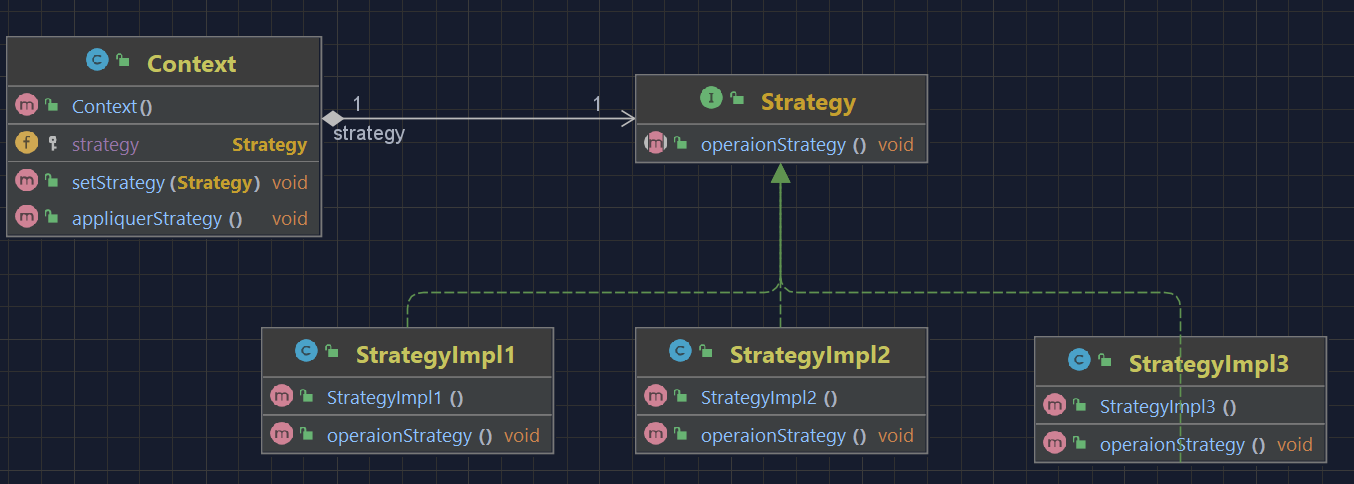 C Context
m Context()
f strategy Strategy
m setStrategy (Strategy) void
m appliquerStrategy () void
1 1
strategy
I Strategy
m operaionStrategy () void
C StrategyImpl1
m StrategyImpl1 ()
m operaionStrategy () void
C StrategyImpl2
m StrategyImpl2 ()
m operaionStrategy () void
C StrategyImpl3
m StrategyImpl3 ()
m operaionStrategy () void